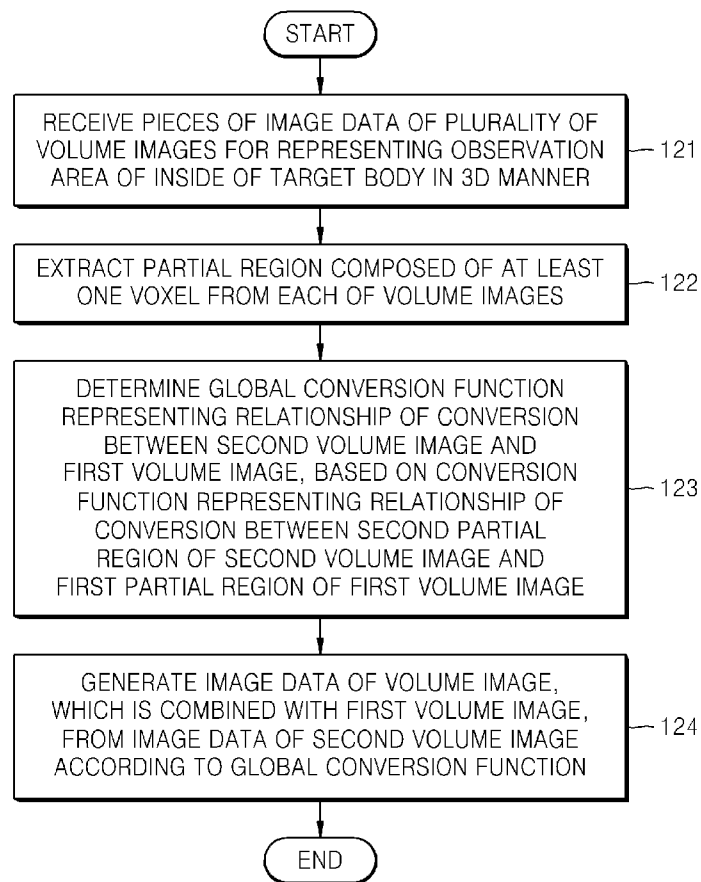 START
RECEIVE PIECES OF IMAGE DATA OF PLURALITY OF
VOLUME IMAGES FOR REPRESENTING OBSERVATION
AREA OF INSIDE OF TARGET BODY IN 3D MANNER
121
EXTRACT PARTIAL REGION COMPOSED OF AT LEAST
ONE VOXEL FROM EACH OF VOLUME IMAGES
122
DETERMINE GLOBAL CONVERSION FUNCTION
REPRESENTING RELATIONSHIP OF CONVERSION
BETWEEN SECOND VOLUME IMAGE AND
FIRST VOLUME IMAGE, BASED ON CONVERSION
FUNCTION REPRESENTING RELATIONSHIP OF
CONVERSION BETWEEN SECOND PARTIAL
REGION OF SECOND VOLUME IMAGE AND
FIRST PARTIAL REGION OF FIRST VOLUME IMAGE
123
GENERATE IMAGE DATA OF VOLUME IMAGE,
WHICH IS COMBINED WITH FIRST VOLUME IMAGE,
FROM IMAGE DATA OF SECOND VOLUME IMAGE
ACCORDING TO GLOBAL CONVERSION FUNCTION
124
END